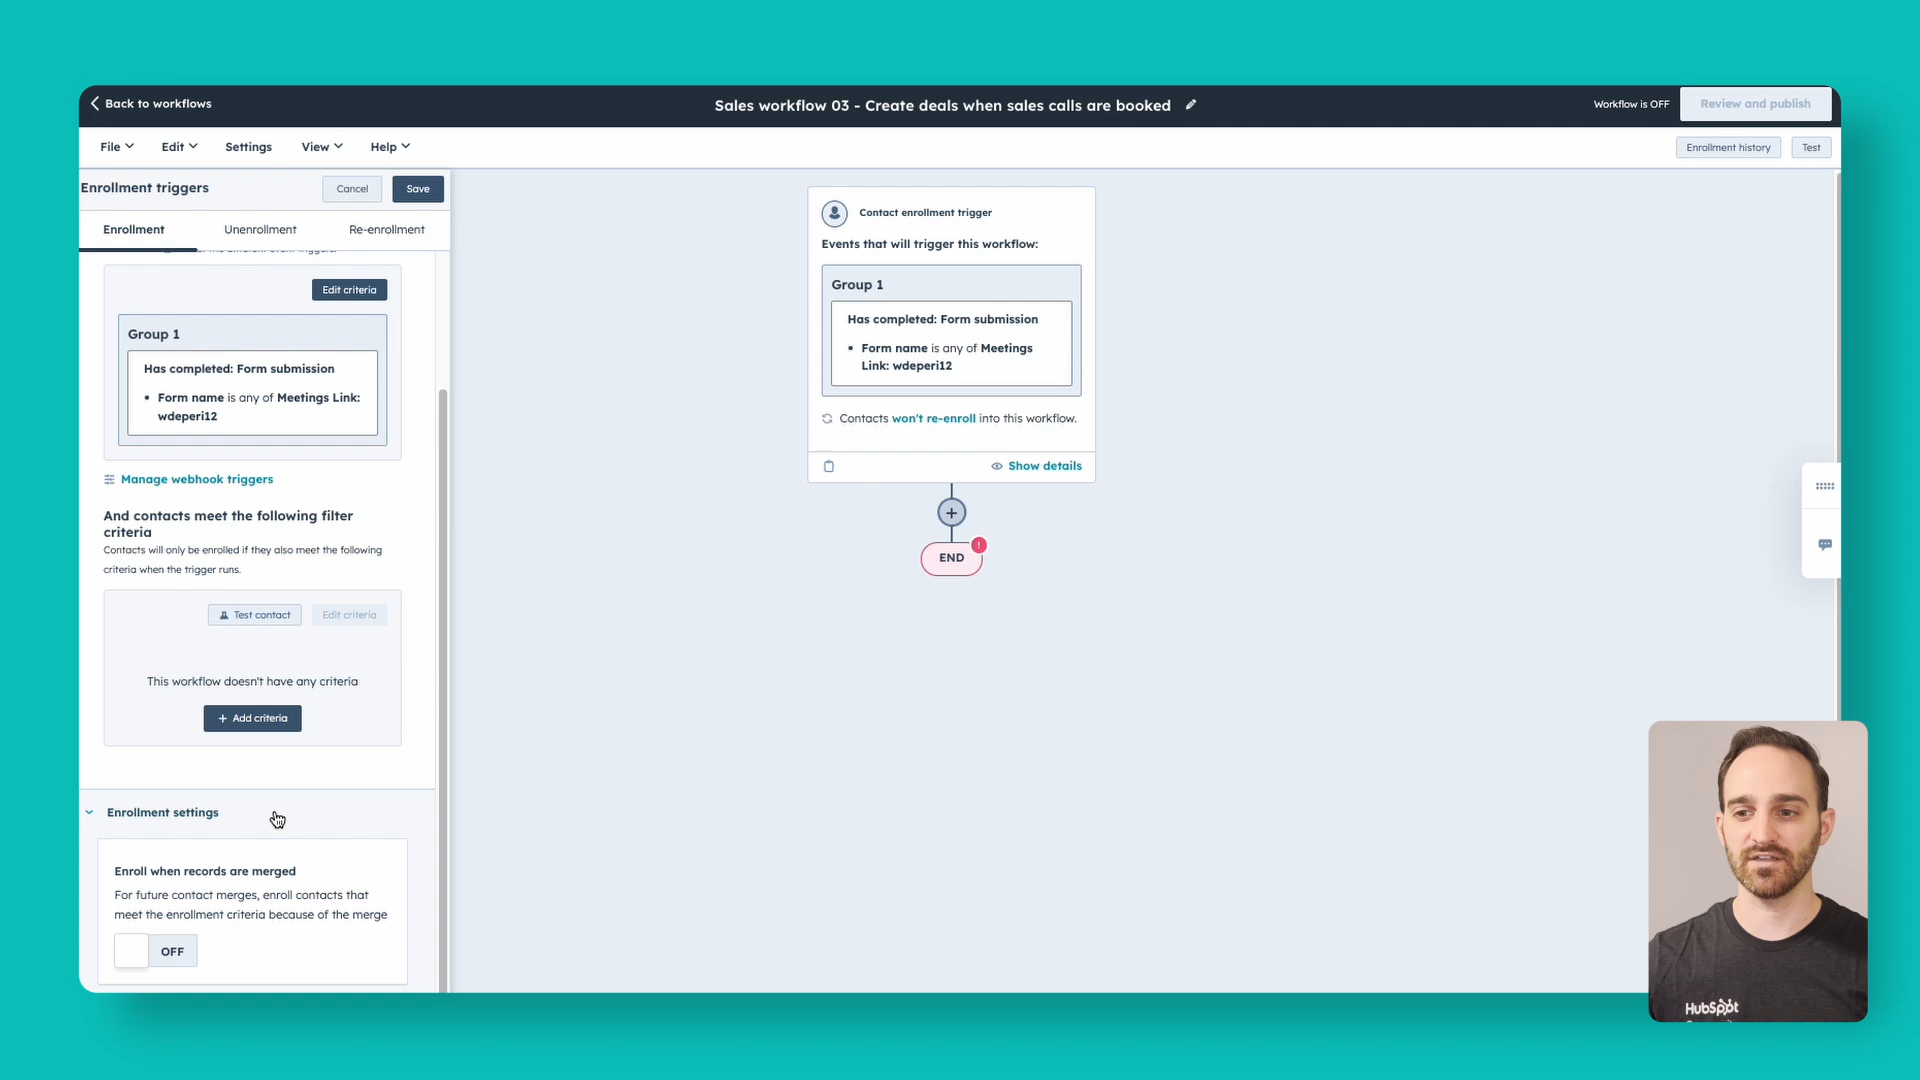 Back to workflows
Sales workflow 03 - Create deals when sales calls are booked
Workflow is OFF
Review and publish
File
Edit
Settings
View
Help
Enrollment history
Test
Enrollment triggers
Cancel
Save
Enrollment
Unenrollment
Re-enrollment
Edit criteria
Group 1
Has completed: Form submission
• Form name is any of Meetings Link:
wdeperi12
Manage webhook triggers
And contacts meet the following filter
criteria
Contacts will only be enrolled if they also meet the following
criteria when the trigger runs.
Test contact
Edit criteria
This workflow doesn't have any criteria
+ Add criteria
Enrollment settings
Enroll when records are merged
For future contact merges, enroll contacts that
meet the enrollment criteria because of the merge
OFF
Contact enrollment trigger
Events that will trigger this workflow:
Group 1
Has completed: Form submission
• Form name is any of Meetings
Link: wdeperi12
Contacts won't re-enroll into this workflow.
Show details
+
END
!
HubSpot